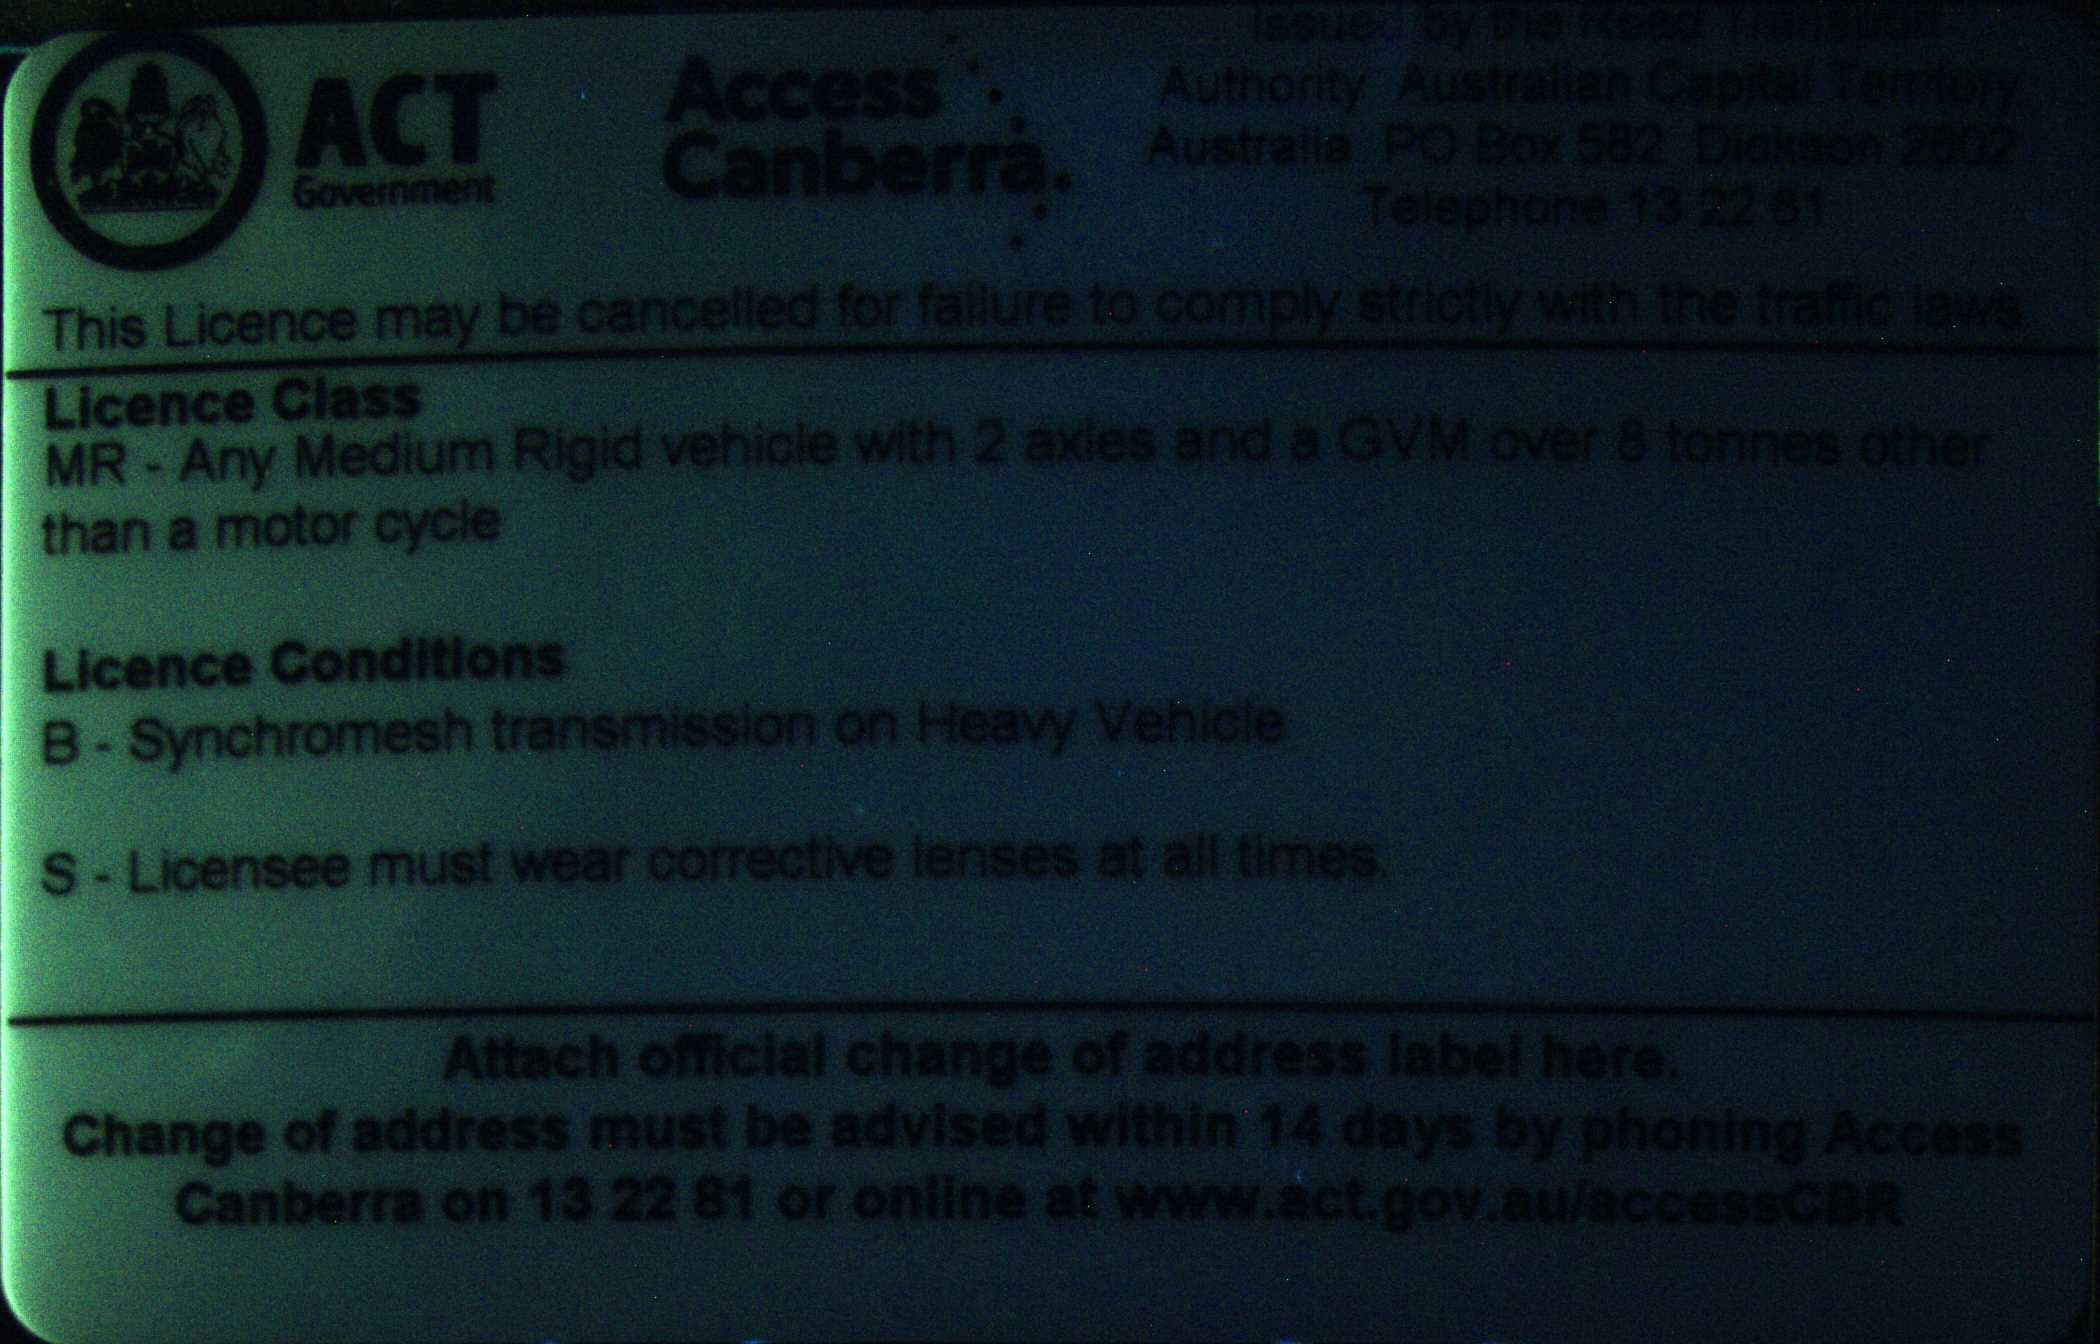 ACT
Government
Access
Canberra.
Issued by the Road Transport
Authority Australian Capital Territory
Australia PO Box 582 Dickson 2602
Telephone 13 22 81
This Licence may be cancelled for failure to comply strictly with the traffic laws
Licence Class
MR - Any Medium Rigid vehicle with 2 axles and a GVM over 8 tonnes other
than a motor cycle
Licence Conditions
B - Synchromesh transmission on Heavy Vehicle
S - Licensee must wear corrective lenses at all times.
Attach official change of address label here.
Change of address must be advised within 14 days by phoning Access
Canberra on 13 22 81 or online at www.act.gov.au/accessCBR